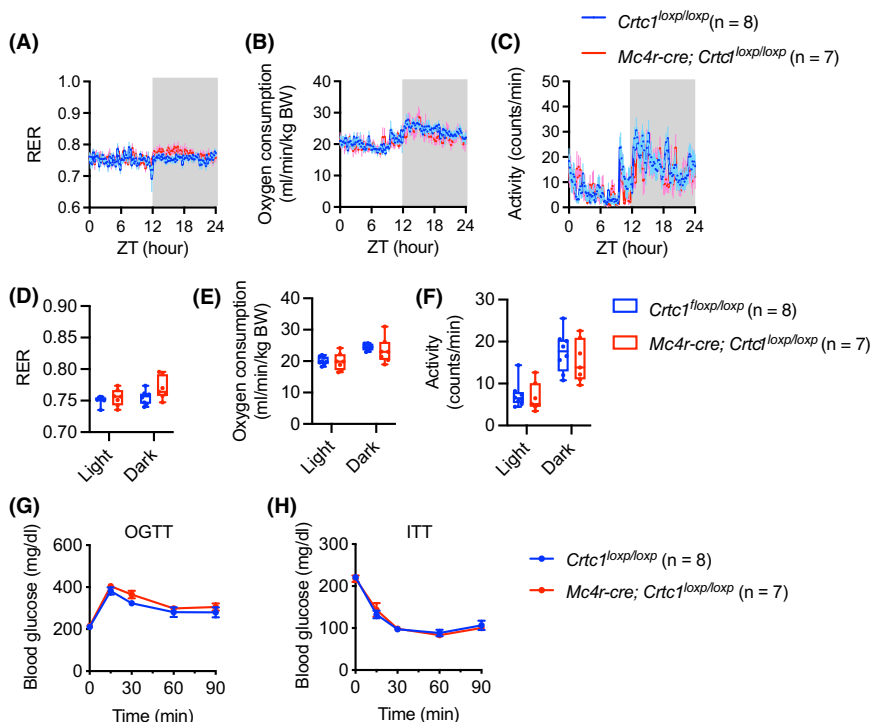 Crtc1loxp/loxp (n = 8)
Mc4r-cre; Crtc1loxp/loxp (n = 7)
(A)
RER
1.0
0.9
0.8
0.7
0.6
0 6 12 18 24
ZT (hour)
(B)
Oxygen consumption
(ml/min/kg BW)
60
50
40
30
20
10
0
0 6 12 18 24
ZT (hour)
(C)
Activity (counts/min)
50
40
30
20
10
0
0 6 12 18 24
ZT (hour)
(D)
RER
0.90
0.85
0.80
0.75
0.70
Light Dark
(E)
Oxygen consumption
(ml/min/kg BW)
40
30
20
10
0
Light Dark
(F)
Activity
(counts/min)
30
20
10
0
Light Dark
Crtc1floxp/loxp (n = 8)
Mc4r-cre; Crtc1loxp/loxp (n = 7)
(G)
OGTT
Blood glucose (mg/dl)
600
400
200
0
0 30 60 90
Time (min)
(H)
ITT
Blood glucose (mg/dl)
300
200
100
0
0 30 60 90
Time (min)
Crtc1loxp/loxp (n = 8)
Mc4r-cre; Crtc1loxp/loxp (n = 7)